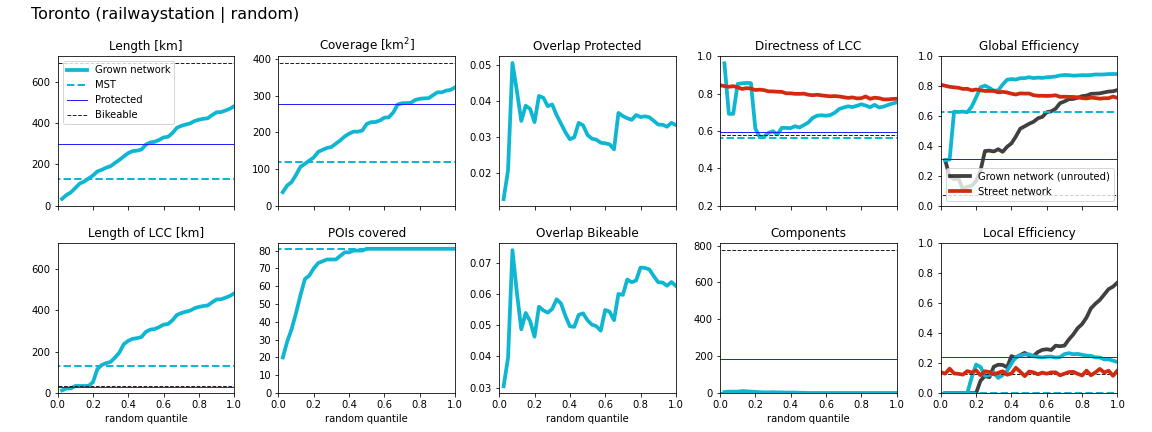 Toronto (railwaystation | random)
Length [km]
600
400
200
0
Grown network
MST
Protected
Bikeable
Coverage [km²]
400
300
200
100
0
Overlap Protected
0.05
0.04
0.03
0.02
Directness of LCC
1.0
0.8
0.6
0.4
0.2
Global Efficiency
1.0
0.8
0.6
0.4
0.2
0.0
Grown network (unrouted)
Street network
Length of LCC [km]
600
400
200
0
0.0 0.2 0.4 0.6 0.8 1.0
random quantile
POIs covered
80
70
60
50
40
30
20
10
0
0.0 0.2 0.4 0.6 0.8 1.0
random quantile
Overlap Bikeable
0.07
0.06
0.05
0.04
0.03
0.0 0.2 0.4 0.6 0.8 1.0
random quantile
Components
800
600
400
200
0
0.0 0.2 0.4 0.6 0.8 1.0
random quantile
Local Efficiency
1.0
0.8
0.6
0.4
0.2
0.0
0.0 0.2 0.4 0.6 0.8 1.0
random quantile